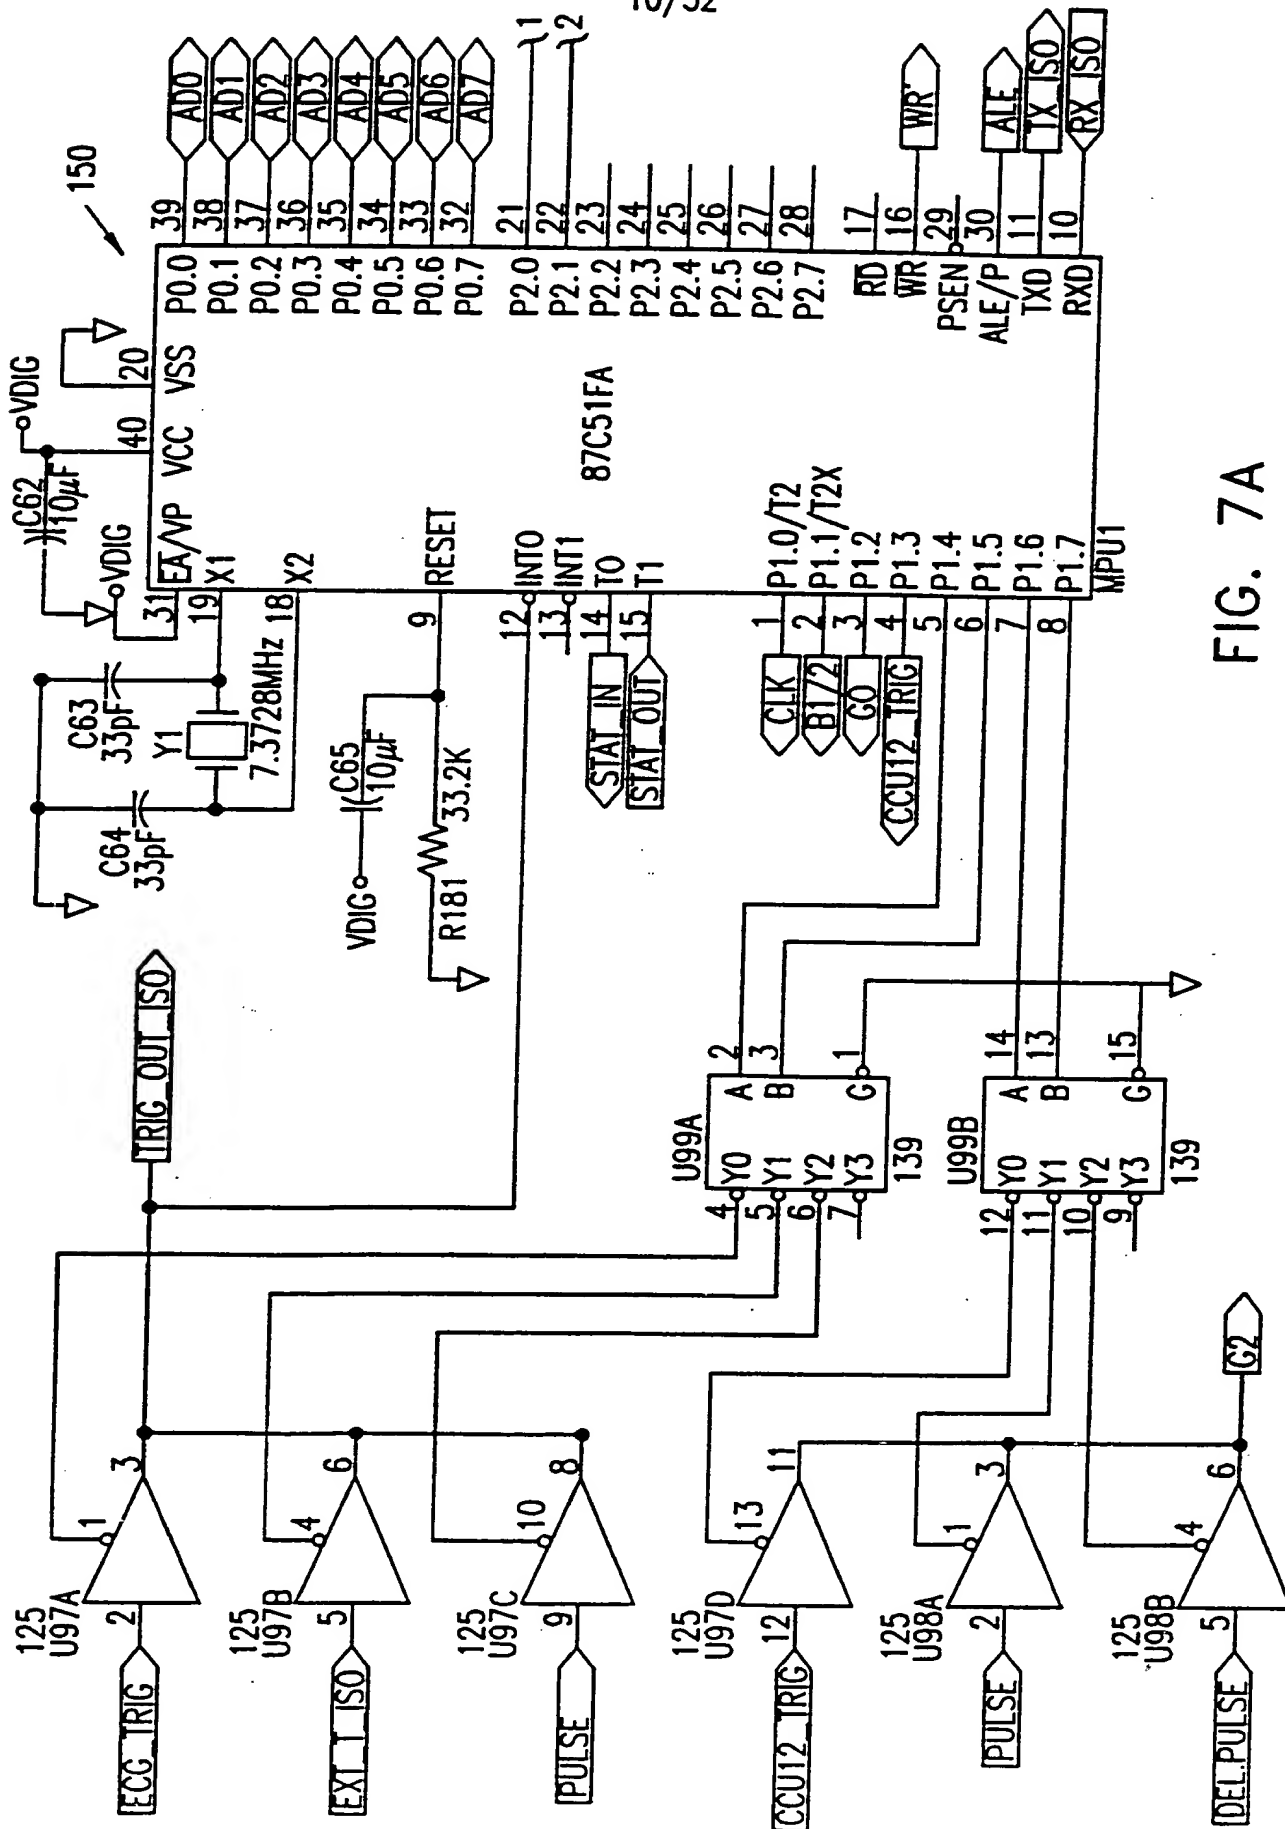 10/52
150
VDIG
C62
10μF
VDIG
40
20
31
19
18
VCC
VSS
EA/VP
X1
X2
C63
33pF
C64
33pF
Y1
7.3728MHz
RESET
9
C65
10μF
VDIG
R181
33.2K
87C51FA
MPU1
P0.0 39 AD0
P0.1 38 AD1
P0.2 37 AD2
P0.3 36 AD3
P0.4 35 AD4
P0.5 34 AD5
P0.6 33 AD6
P0.7 32 AD7
P2.0 21 1
P2.1 22 2
P2.2 23
P2.3 24
P2.4 25
P2.5 26
P2.6 27
P2.7 28
RD 17
WR 16 WR'
PSEN 29
ALE/P 30 ALE
TXD 11 TX_ISO
RXD 10 RX_ISO
12 INTO
13 INT1
STAT_IN 14 TO
STAT_OUT 15 T1
CLK 1 P1.0/T2
B1/2 2 P1.1/T2X
GO 3 P1.2
CCU12_TRIG 4 P1.3
5 P1.4
6 P1.5
7 P1.6
8 P1.7
TRIG_OUT_ISO
U99A
4 Y0 A 2
5 Y1 B 3
6 Y2
7 Y3 G 1
139
U99B
12 Y0 A 14
11 Y1 B 13
10 Y2
9 Y3 G 15
139
125
U97A
ECG_TRIG 2 1 3
125
U97B
EXT_T_ISO 5 4 6
125
U97C
PULSE 9 10 8
125
U97D
CCU12_TRIG 12 13 11
125
U98A
PULSE 2 1 3
125
U98B
DEL.PULSE 5 4 6
G2
FIG. 7A